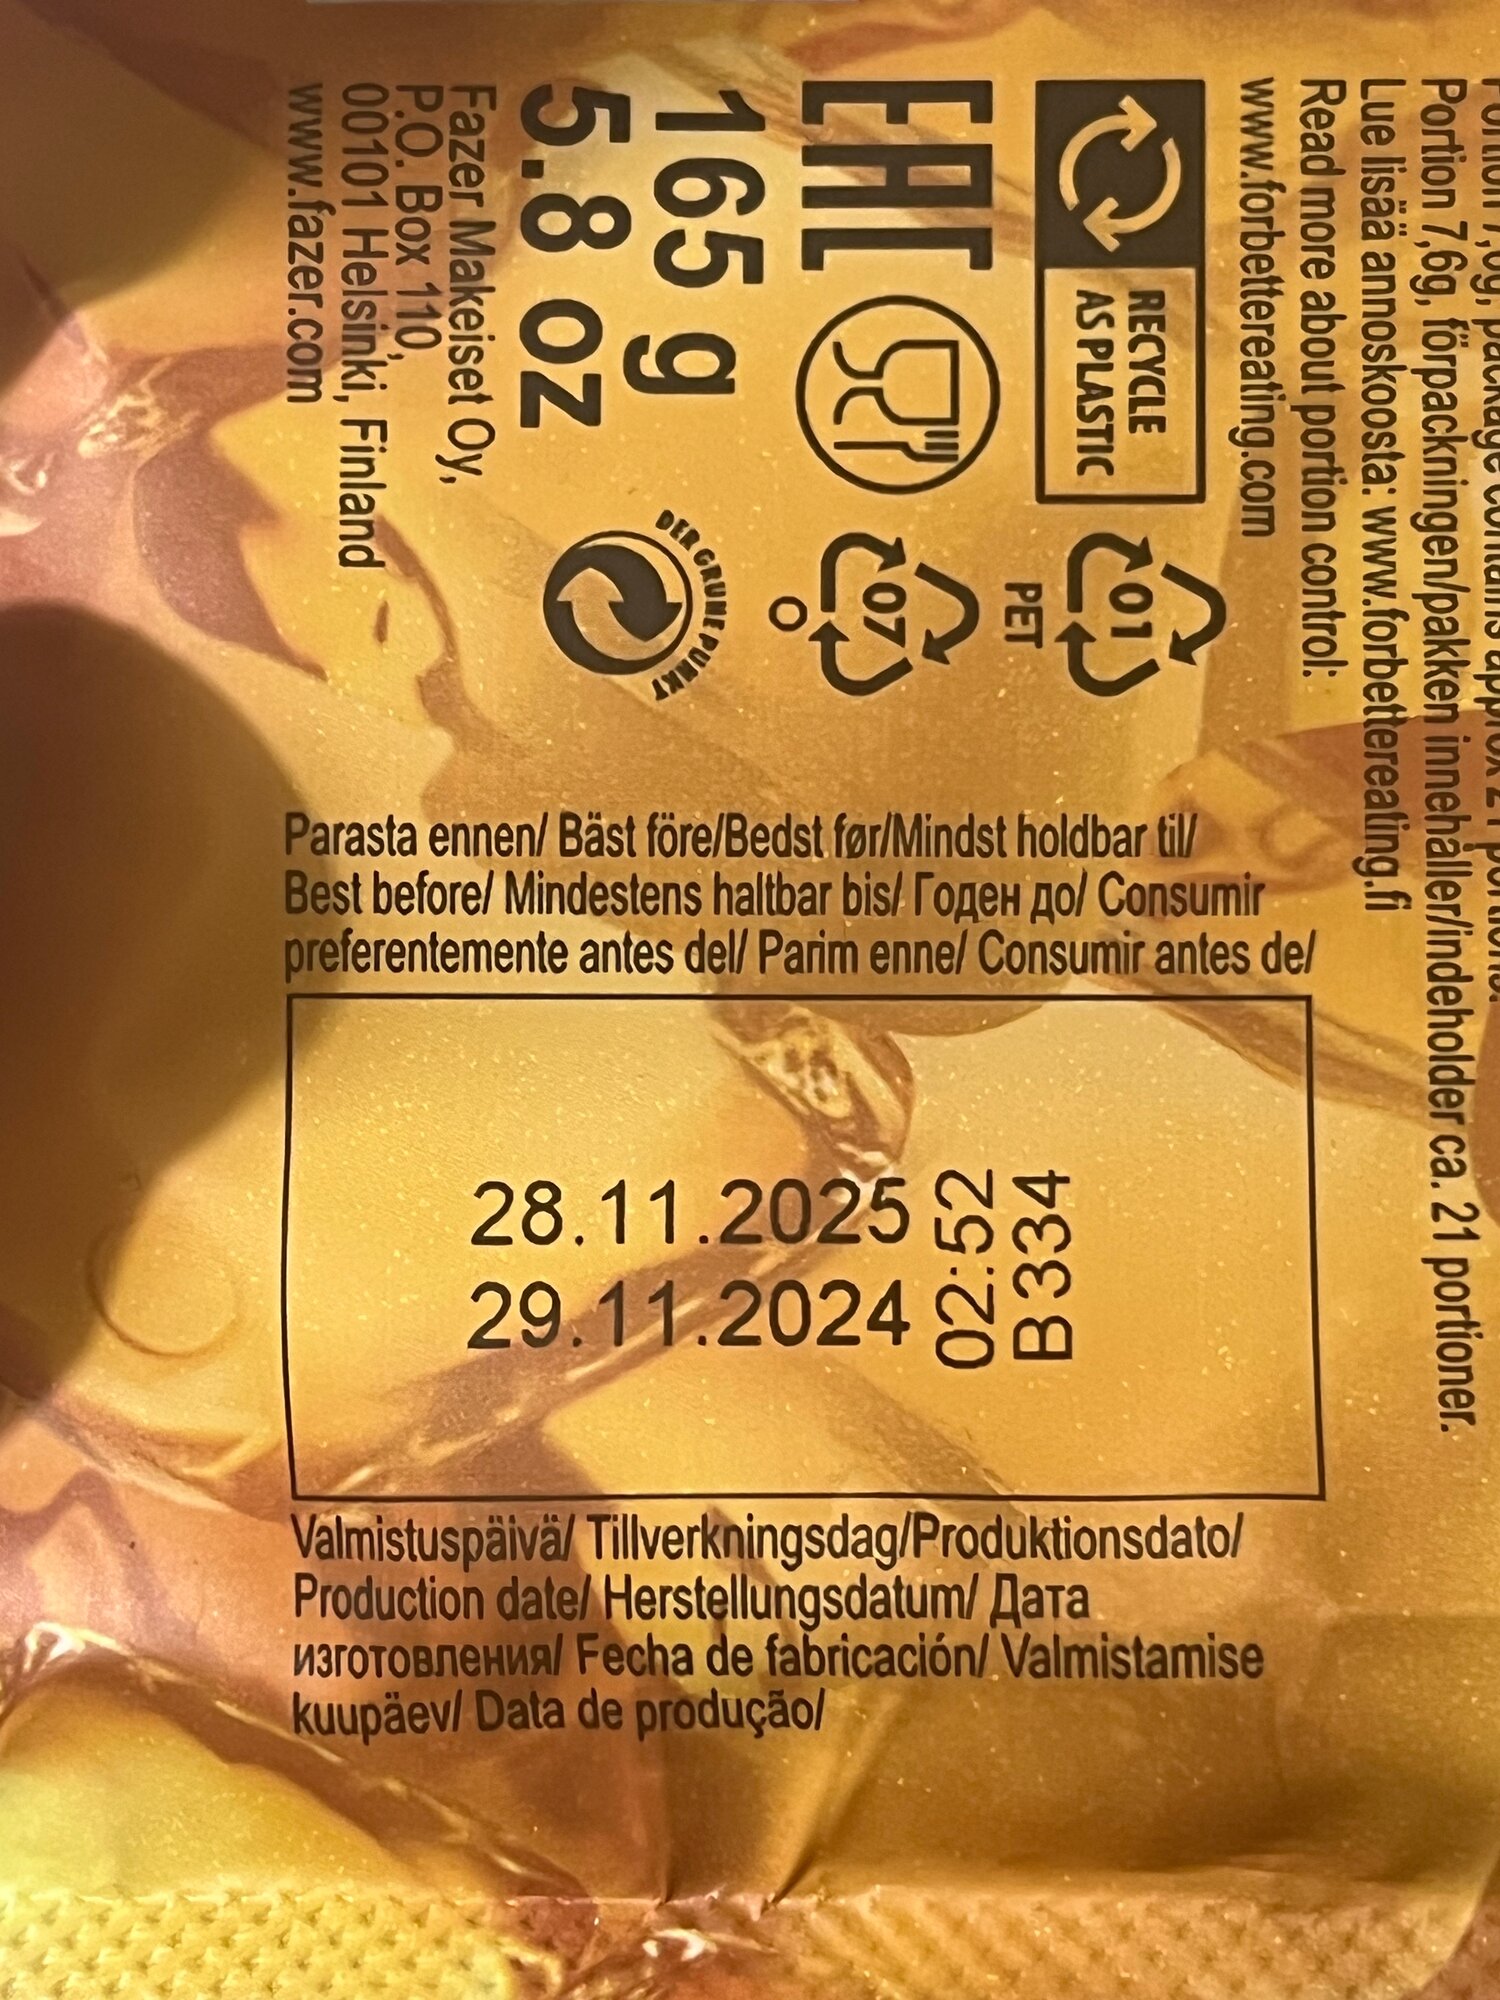 Portion 7,6g, förpackningen/pakken innehåller/indeholder ca. 21 portioner.
Lue lisää annoskoosta: www.forbettereating.fi
Read more about portion control:
www.forbettereating.com
RECYCLE
AS PLASTIC
01
PET
EAC
07
O
165 g
5.8 oz
DER GRÜNE PUNKT
Fazer Makeiset Oy,
P.O. Box 110,
00101 Helsinki, Finland
www.fazer.com
Parasta ennen/ Bäst före/Bedst før/Mindst holdbar til/
Best before/ Mindestens haltbar bis/ Годен до/ Consumir
preferentemente antes del/ Parim enne/ Consumir antes de/
28.11.2025
29.11.2024
02:52
B334
Valmistuspäivä/ Tillverkningsdag/Produktionsdato/
Production date/ Herstellungsdatum/ Дата
изготовления/ Fecha de fabricación/ Valmistamise
kuupäev/ Data de produção/